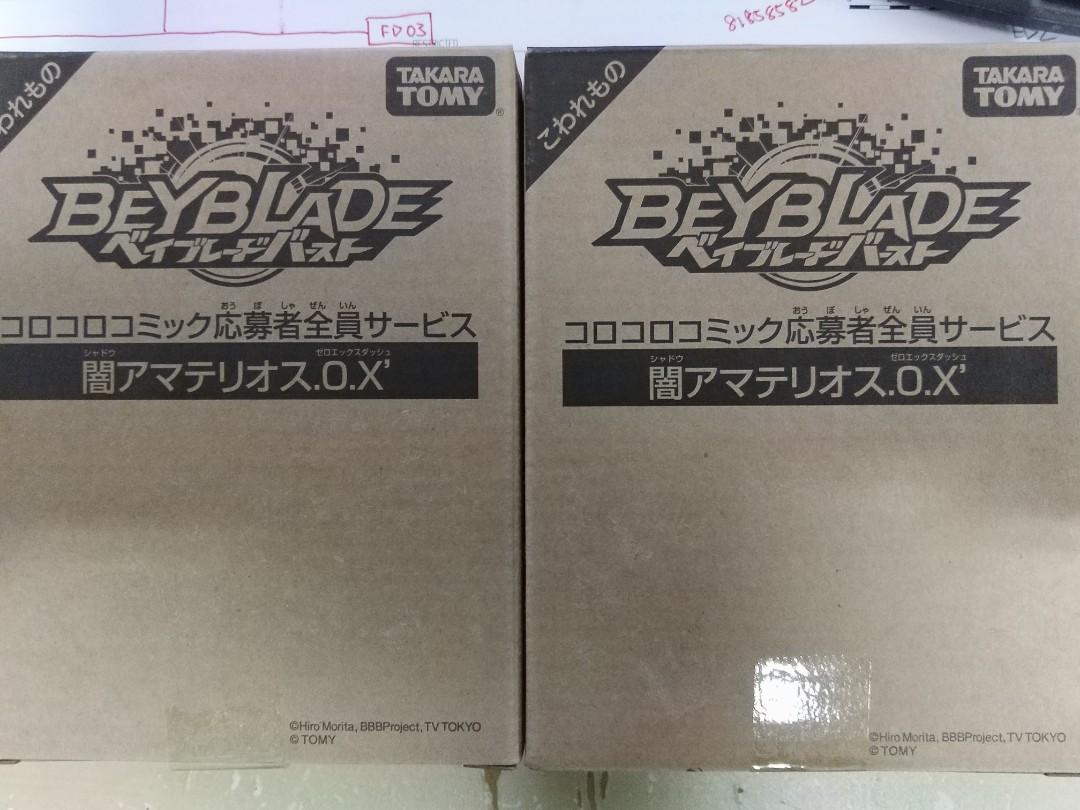 FD03
RESTRICTED
こわれもの
TAKARA
TOMY
®
BEYBLADE
ベイブレードバースト
おう ぼ しゃ ぜん いん
コロコロコミック応募者全員サービス
シャドウ ゼロエックスダッシュ
闇アマテリオス.O.X'
©Hiro Morita, BBBProject, TV TOKYO
© TOMY
こわれもの
TAKARA
TOMY
BEYBLADE
ベイブレードバースト
おう ぼ しゃ ぜん いん
コロコロコミック応募者全員サービス
シャドウ ゼロエックスダッシュ
闇アマテリオス.O.X'
©Hiro Morita, BBBProject, TV TOKYO
© TOMY